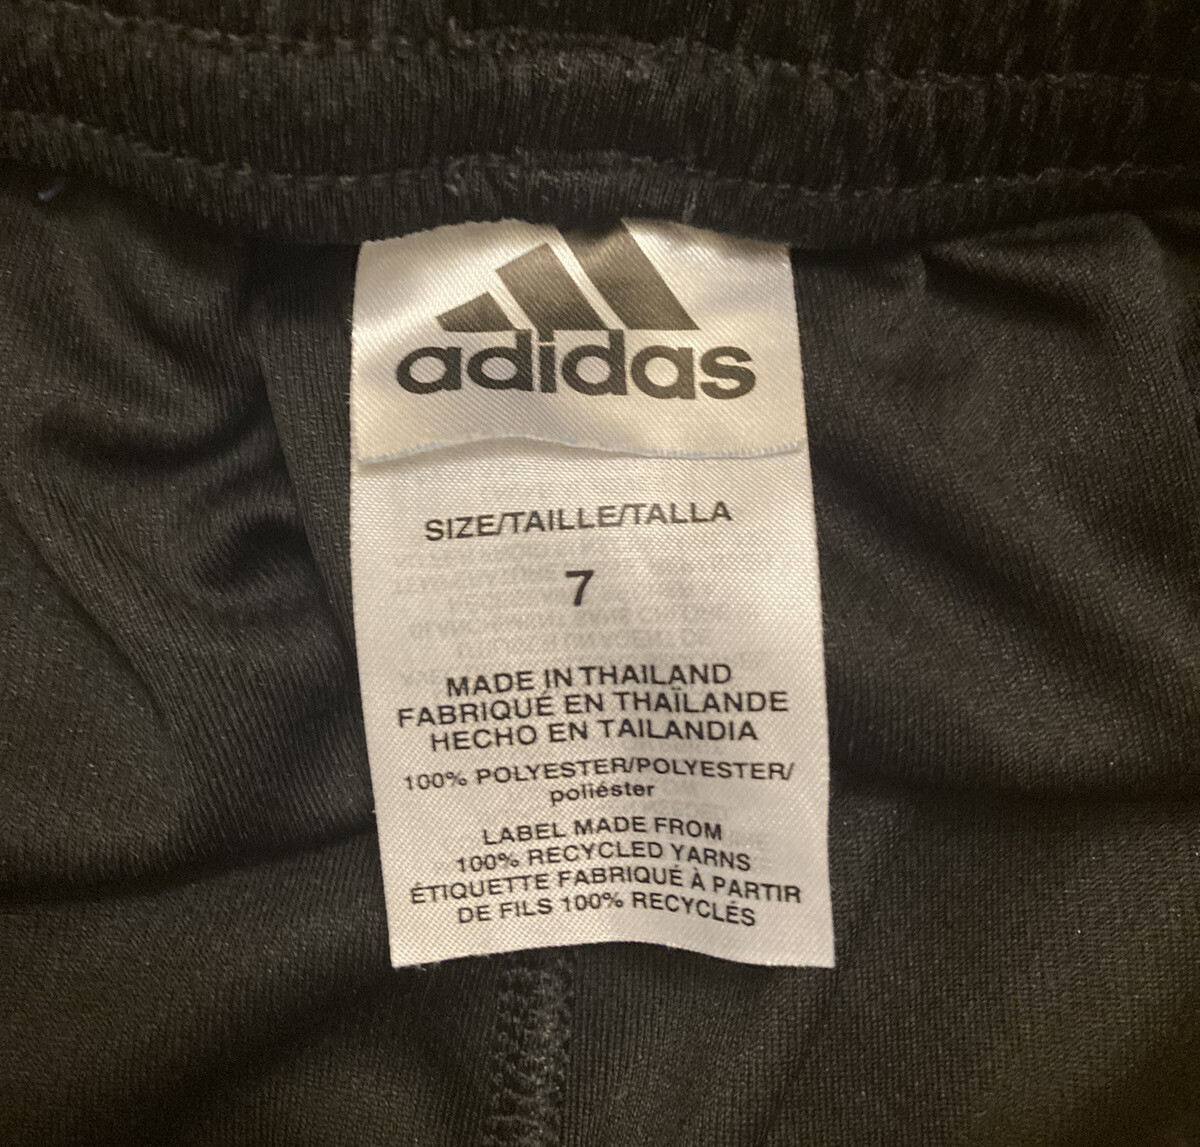 adidas
SIZE/TAILLE/TALLA
7
MADE IN THAILAND
FABRIQUÉ EN THAÏLANDE
HECHO EN TAILANDIA
100% POLYESTER/POLYESTER/
poliéster
LABEL MADE FROM
100% RECYCLED YARNS
ÉTIQUETTE FABRIQUÉ À PARTIR
DE FILS 100% RECYCLÉS